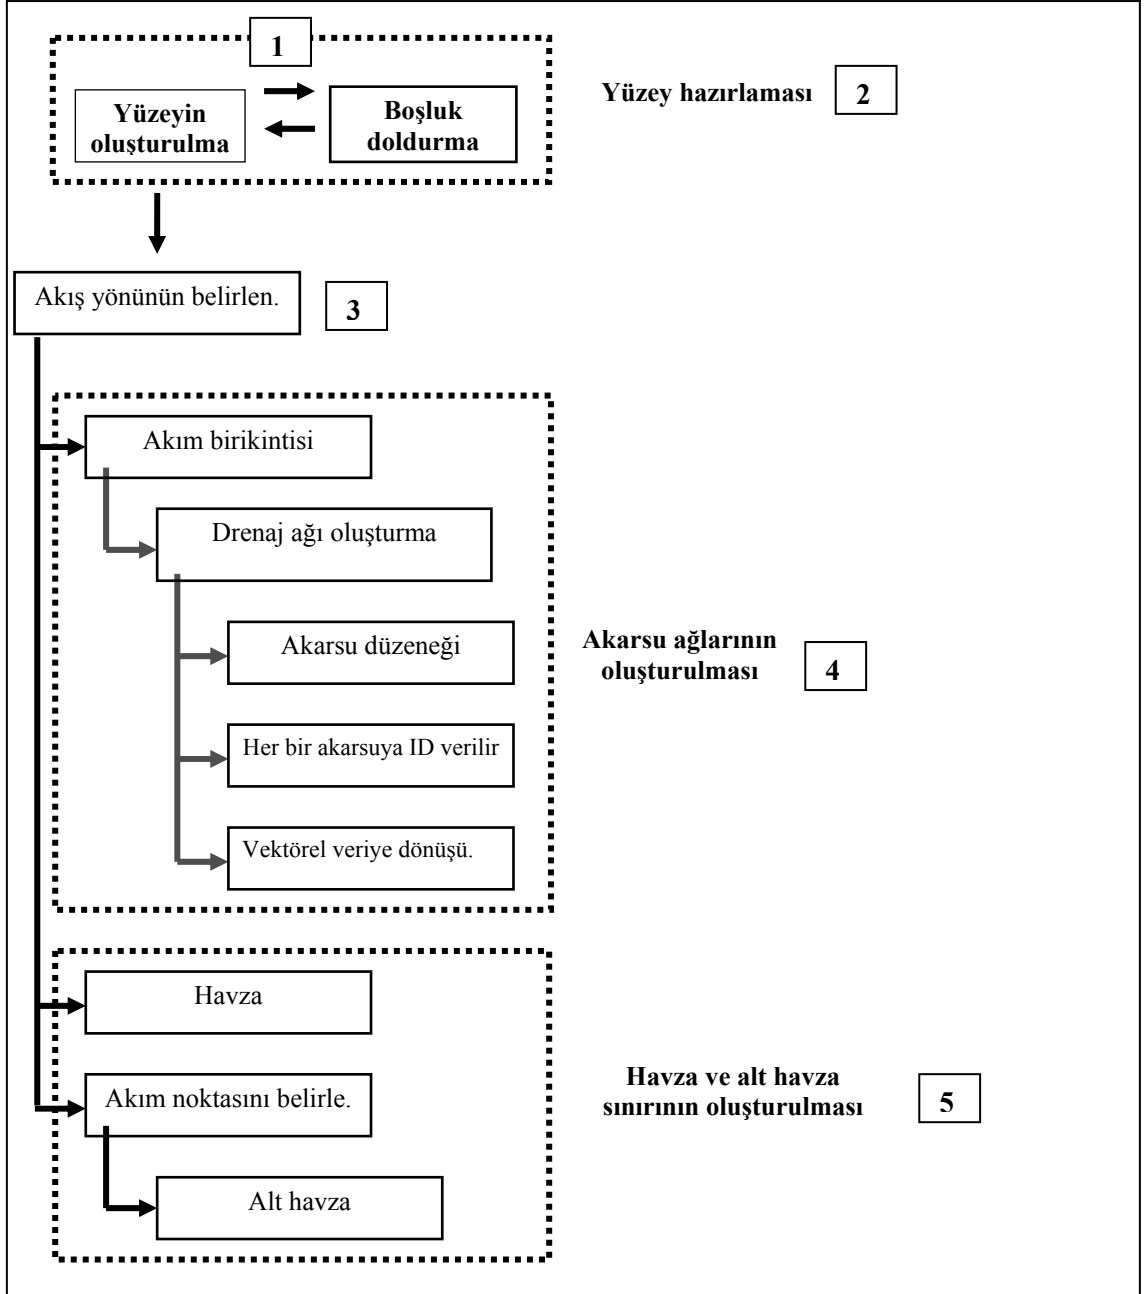 1
Yüzeyin
oluşturulma
Boşluk
doldurma
Yüzey hazırlaması
2
Akış yönünün belirlen.
3
Akım birikintisi
Drenaj ağı oluşturma
Akarsu düzeneği
Her bir akarsuya ID verilir
Vektörel veriye dönüşü.
Akarsu ağlarının
oluşturulması
4
Havza
Akım noktasını belirle.
Alt havza
Havza ve alt havza
sınırının oluşturulması
5